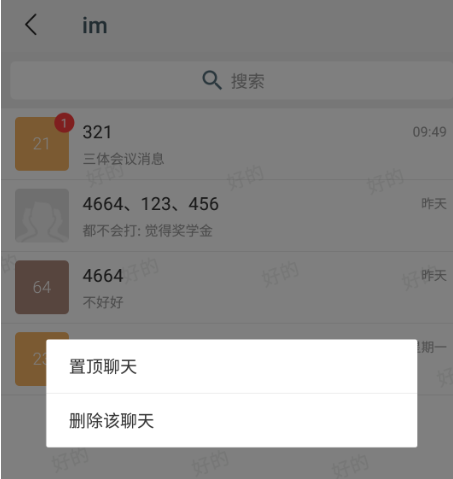 im
搜索
21
1
321
09:49
三体会议消息
4664、123、456
昨天
都不会打: 觉得奖学金
64
4664
昨天
不好好
置顶聊天
删除该聊天
好的
好的
好的
好的
好的
好的
好的
好的
好的